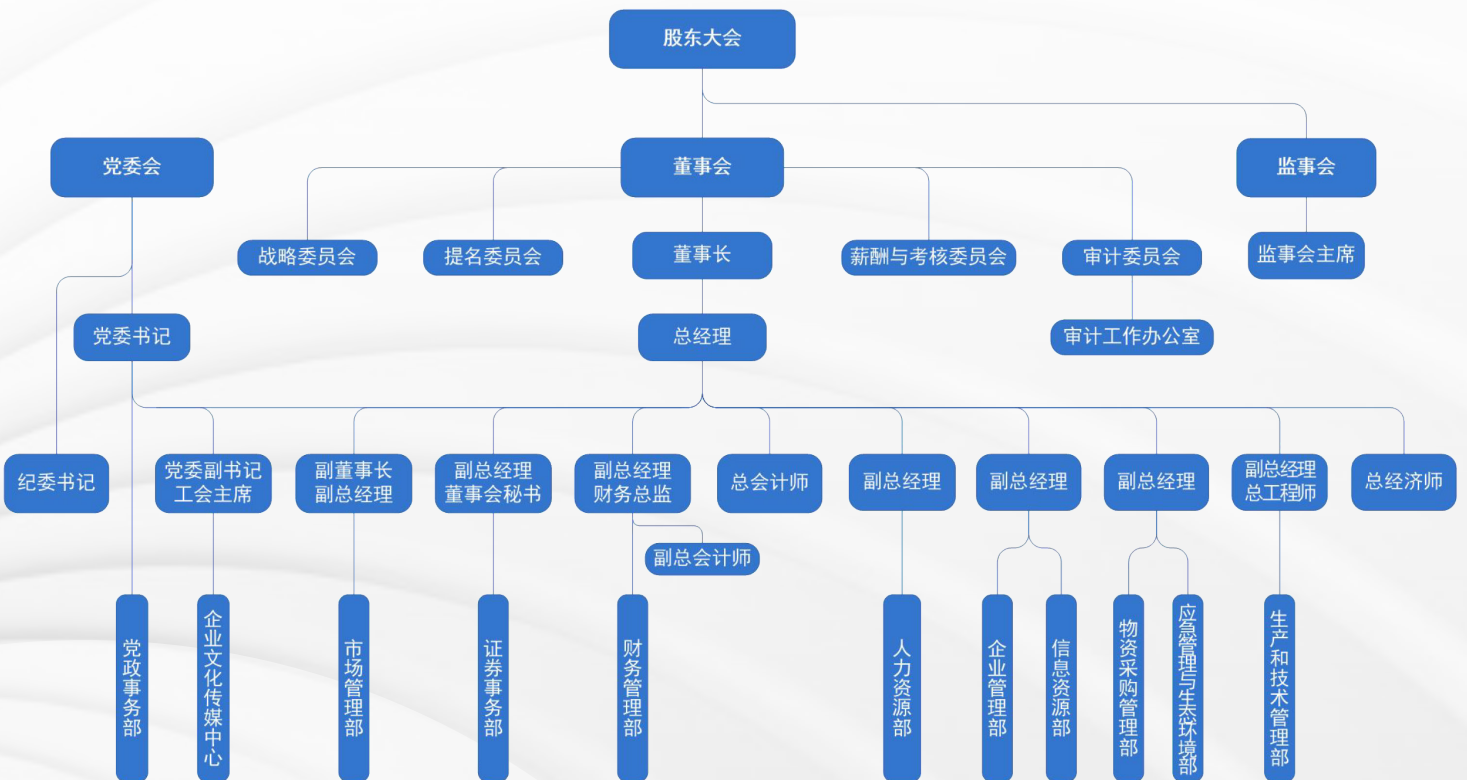 股东大会
党委会
董事会
监事会
战略委员会
提名委员会
董事长
薪酬与考核委员会
审计委员会
监事会主席
党委书记
总经理
审计工作办公室
纪委书记
党委副书记
工会主席
副董事长
副总经理
副总经理
董事会秘书
副总经理
财务总监
总会计师
副总经理
副总经理
副总经理
副总经理
总工程师
总经济师
副总会计师
党政事务部
企业文化传媒中心
市场管理部
证券事务部
财务管理部
人力资源部
企业管理部
信息资源部
物资采购管理部
应急管理与生态环境部
生产和技术管理部